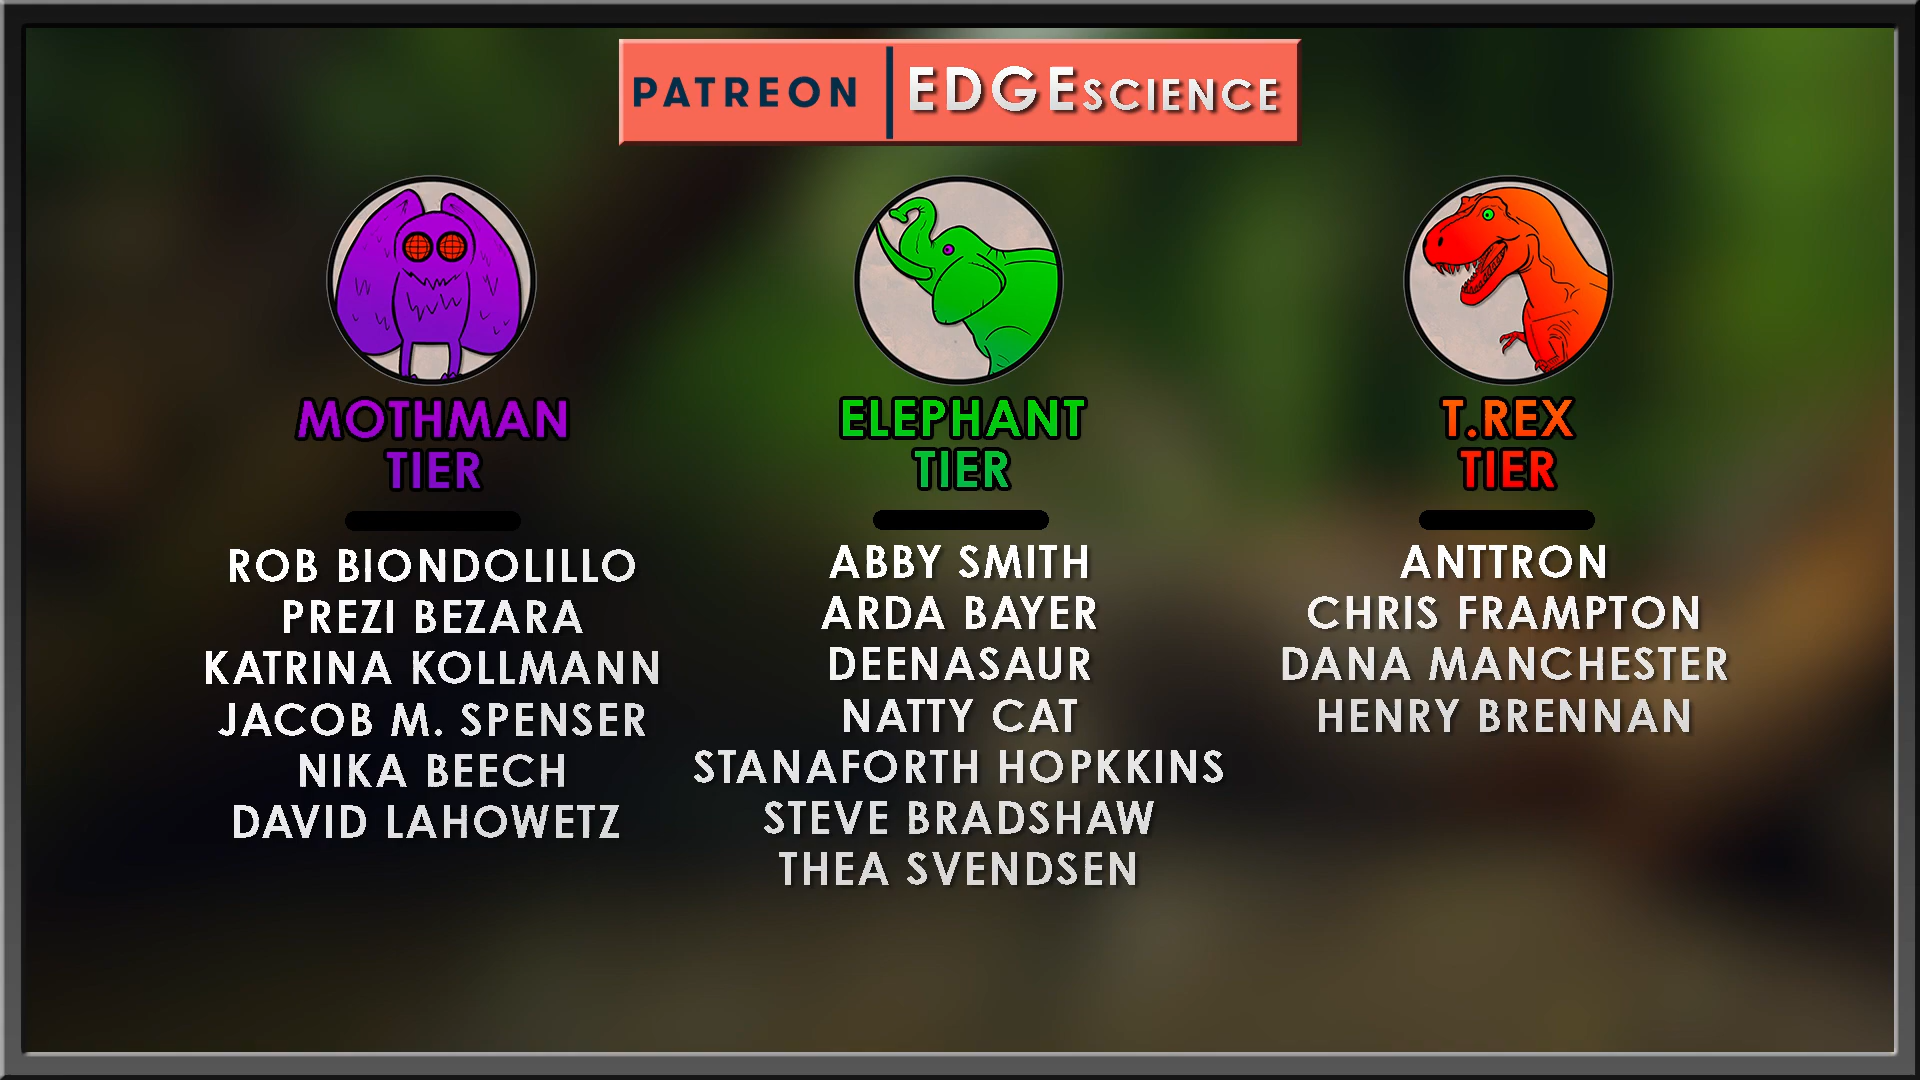 PATREON EDGESCIENCE
MOTHMAN
TIER
ROB BIONDOLILLO
PREZI BEZARA
KATRINA KOLLMANN
JACOB M. SPENSER
NIKA BEECH
DAVID LAHOWETZ
ELEPHANT
TIER
ABBY SMITH
ARDA BAYER
DEENASAUR
NATTY CAT
STANAFORTH HOPKKINS
STEVE BRADSHAW
THEA SVENDSEN
T.REX
TIER
ANTTRON
CHRIS FRAMPTON
DANA MANCHESTER
HENRY BRENNAN